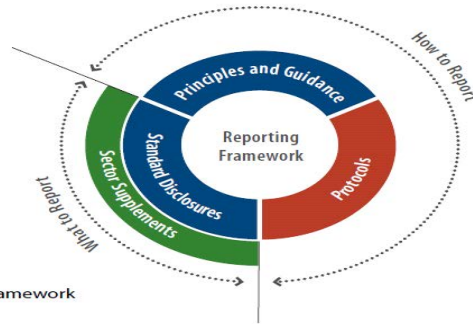 How to Report
Principles and Guidance
Reporting
Framework
Standard Disclosures
Sector Supplements
Protocols
What to Report
amework